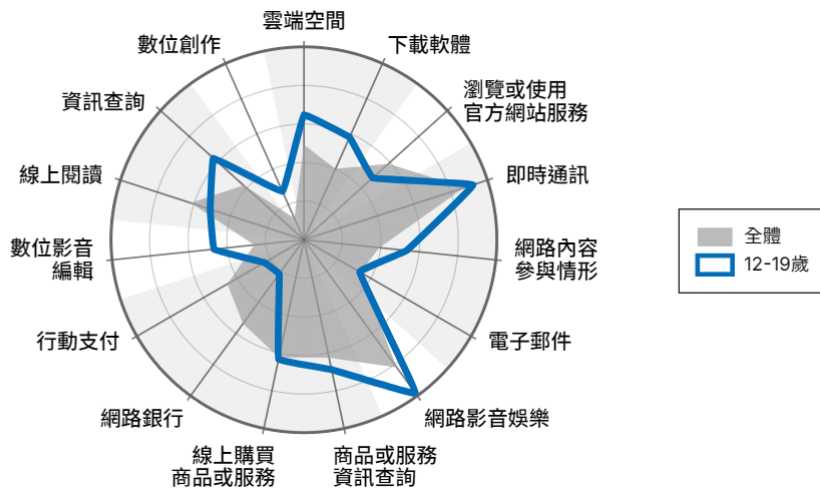 雲端空間
下載軟體
瀏覽或使用
官方網站服務
即時通訊
網路內容
參與情形
電子郵件
網路影音娛樂
商品或服務
資訊查詢
線上購買
商品或服務
網路銀行
行動支付
數位影音
編輯
線上閱讀
資訊查詢
數位創作
全體
12-19歲